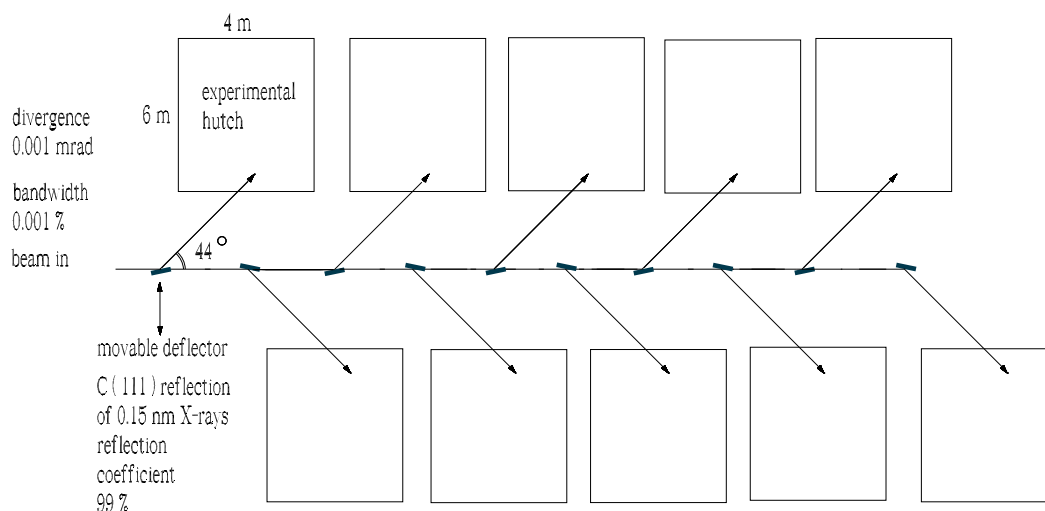 4 m
6 m
experimental
hutch
divergence
0.001 mrad
bandwidth
0.001 %
beam in
44°
movable deflector
C(111) reflection
of 0.15 nm X-rays
reflection
coefficient
99 %